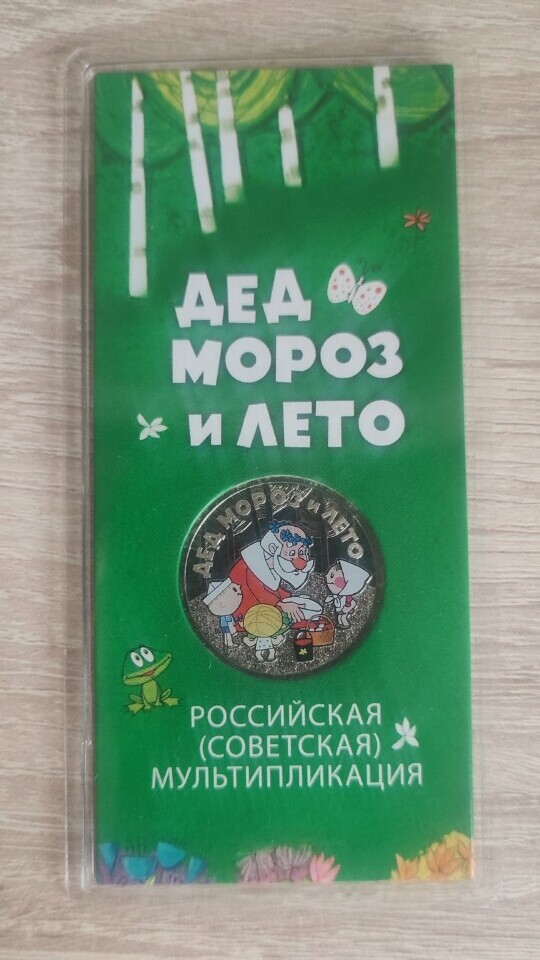 ДЕД
МОРОЗ
И ЛЕТО
ДЕД МОРОЗ И ЛЕТО
РОССИЙСКАЯ
(СОВЕТСКАЯ)
МУЛЬТИПЛИКАЦИЯ